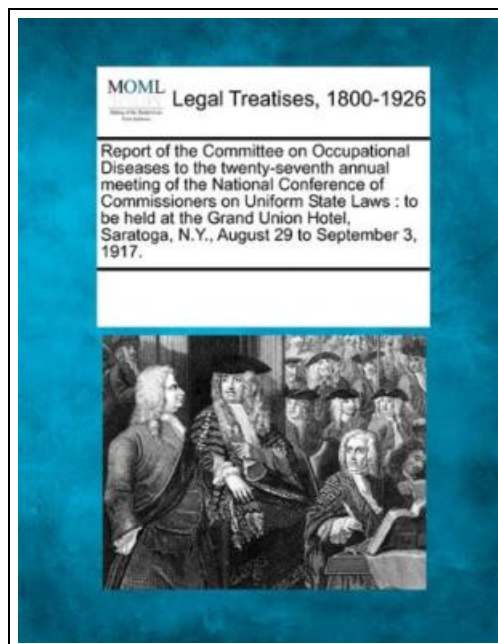 MOML
Legal Treatises, 1800-1926
Report of the Committee on Occupational
Diseases to the twenty-seventh annual
meeting of the National Conference of
Commissioners on Uniform State Laws : to
be held at the Grand Union Hotel,
Saratoga, N.Y., August 29 to September 3,
1917.